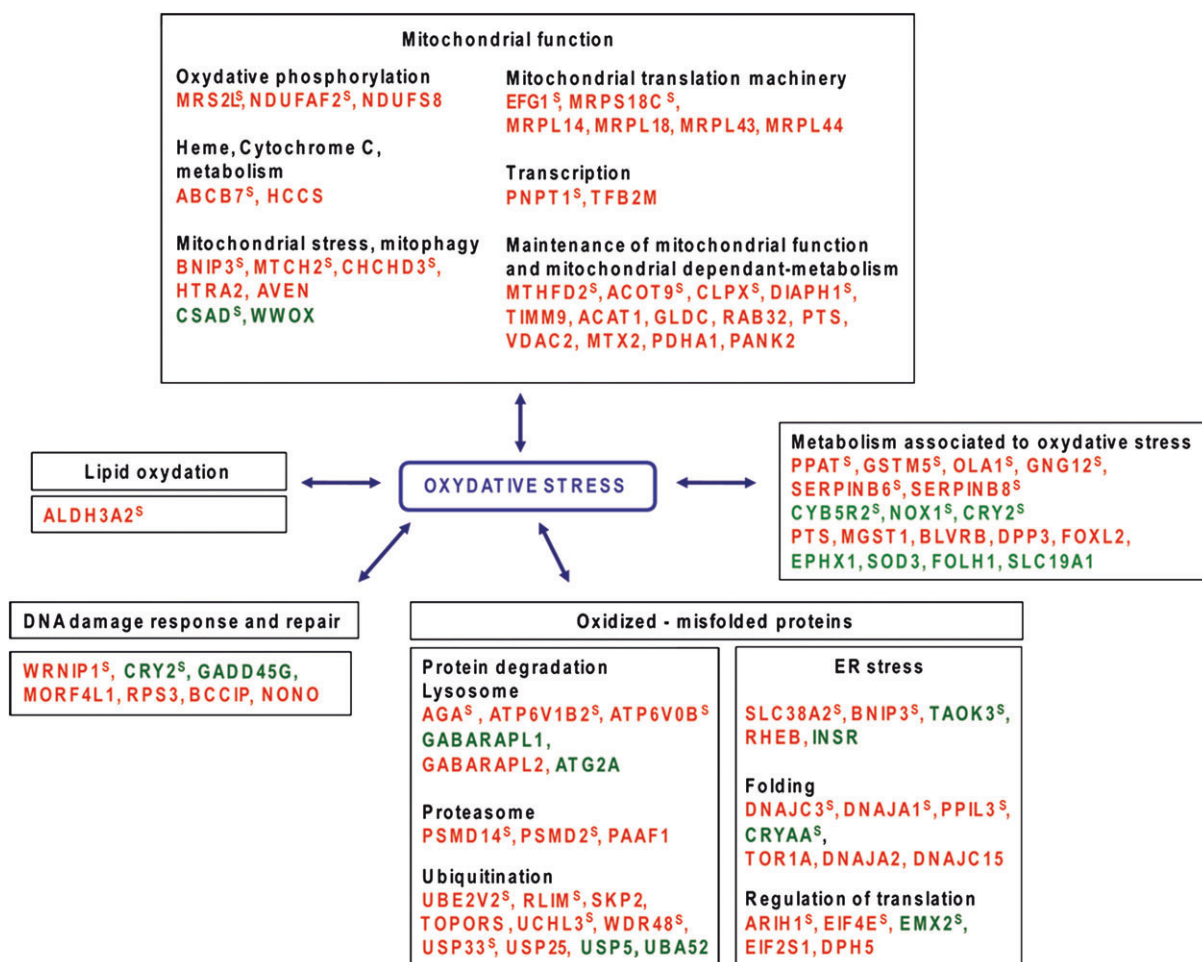 Mitochondrial function
Oxydative phosphorylation
MRS2LS, NDUFAF2S, NDUFS8
Heme, Cytochrome C,
metabolism
ABCB7S, HCCS
Mitochondrial stress, mitophagy
BNIP3S, MTCH2S, CHCHD3S,
HTRA2, AVEN
CSADS, WWOX
Mitochondrial translation machinery
EFG1S, MRPS18CS,
MRPL14, MRPL18, MRPL43, MRPL44
Transcription
PNPT1S, TFB2M
Maintenance of mitochondrial function
and mitochondrial dependant-metabolism
MTHFD2S, ACOT9S, CLPXS, DIAPH1S,
TIMM9, ACAT1, GLDC, RAB32, PTS,
VDAC2, MTX2, PDHA1, PANK2
Lipid oxydation
ALDH3A2S
OXYDATIVE STRESS
Metabolism associated to oxydative stress
PPATS, GSTM5S, OLA1S, GNG12S,
SERPINB6S, SERPINB8S
CYB5R2S, NOX1S, CRY2S
PTS, MGST1, BLVRB, DPP3, FOXL2,
EPHX1, SOD3, FOLH1, SLC19A1
DNA damage response and repair
WRNIP1S, CRY2S, GADD45G,
MORF4L1, RPS3, BCCIP, NONO
Oxidized - misfolded proteins
Protein degradation
Lysosome
AGAS, ATP6V1B2S, ATP6V0BS
GABARAPL1,
GABARAPL2, ATG2A
Proteasome
PSMD14S, PSMD2S, PAAF1
Ubiquitination
UBE2V2S, RLIMS, SKP2,
TOPORS, UCHL3S, WDR48S,
USP33S, USP25, USP5, UBA52
ER stress
SLC38A2S, BNIP3S, TAOK3S,
RHEB, INSR
Folding
DNAJC3S, DNAJA1S, PPIL3S,
CRYAAS,
TOR1A, DNAJA2, DNAJC15
Regulation of translation
ARIH1S, EIF4ES, EMX2S,
EIF2S1, DPH5